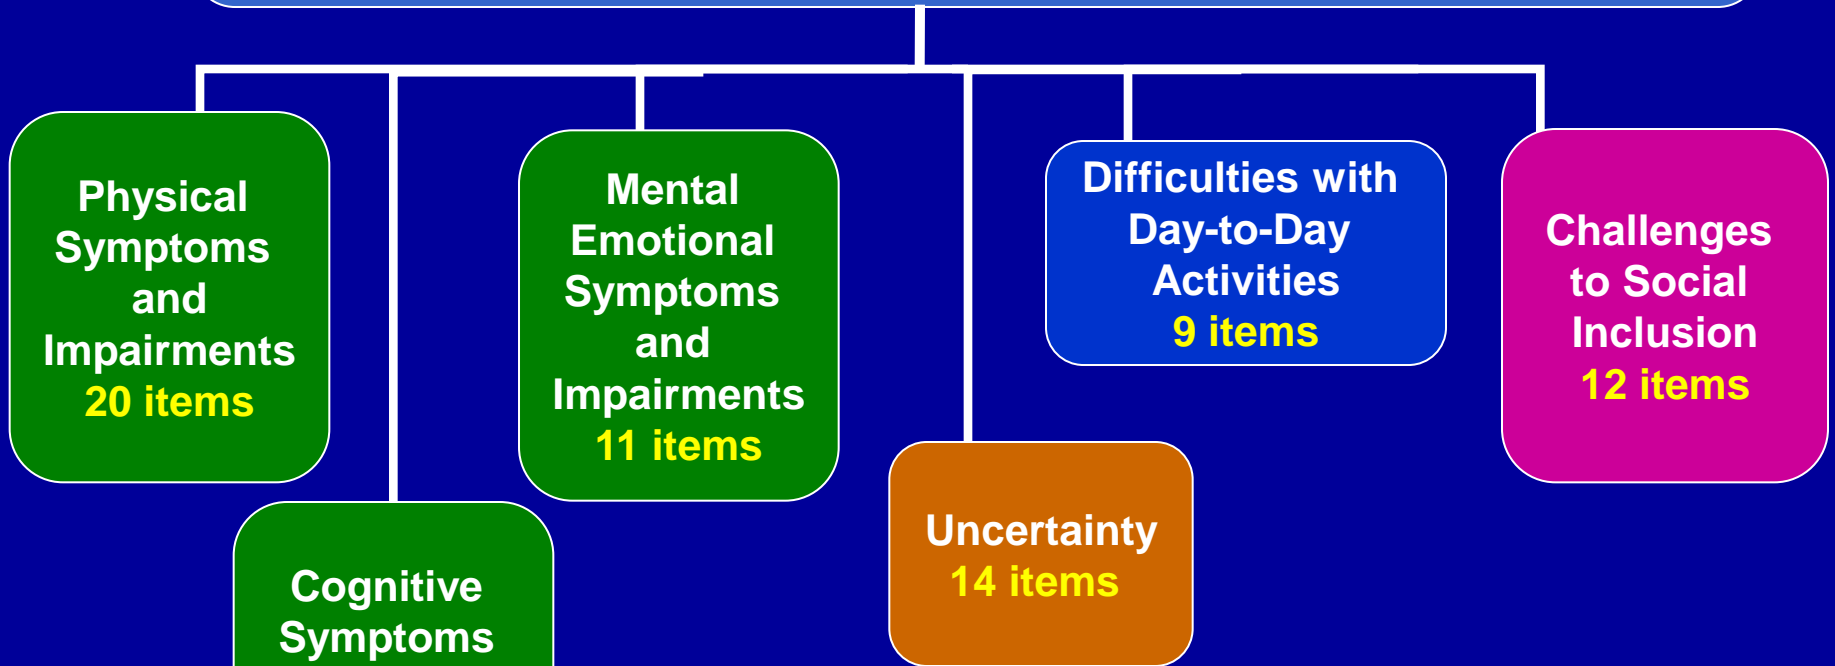 Physical
Symptoms
and
Impairments
20 items
Cognitive
Symptoms
Mental
Emotional
Symptoms
and
Impairments
11 items
Uncertainty
14 items
Difficulties with
Day-to-Day
Activities
9 items
Challenges
to Social
Inclusion
12 items